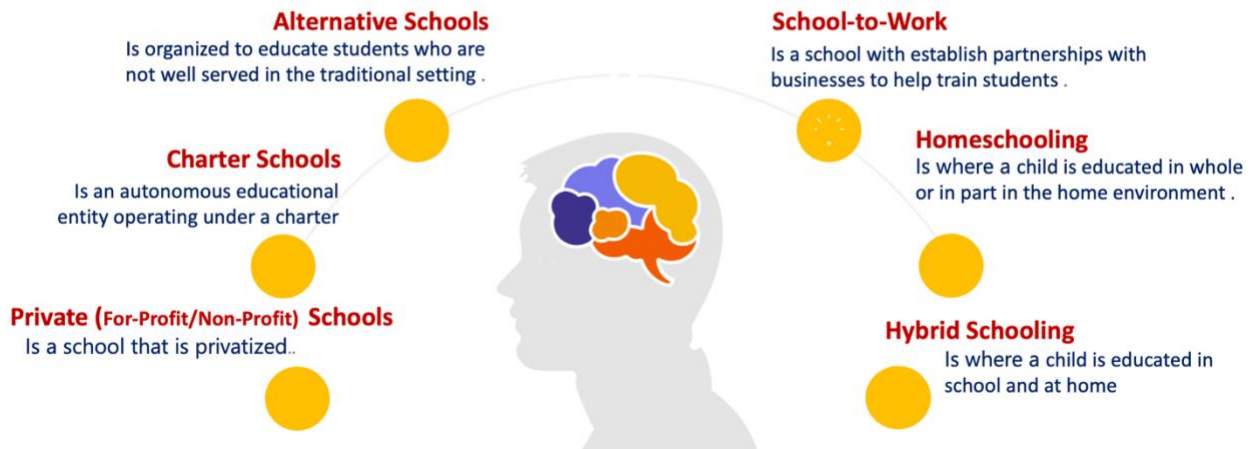 Alternative Schools
Is organized to educate students who are
not well served in the traditional setting .
Charter Schools
Is an autonomous educational
entity operating under a charter
Private (For-Profit/Non-Profit) Schools
Is a school that is privatized..
School-to-Work
Is a school with establish partnerships with
businesses to help train students .
Homeschooling
Is where a child is educated in whole
or in part in the home environment .
Hybrid Schooling
Is where a child is educated in
school and at home